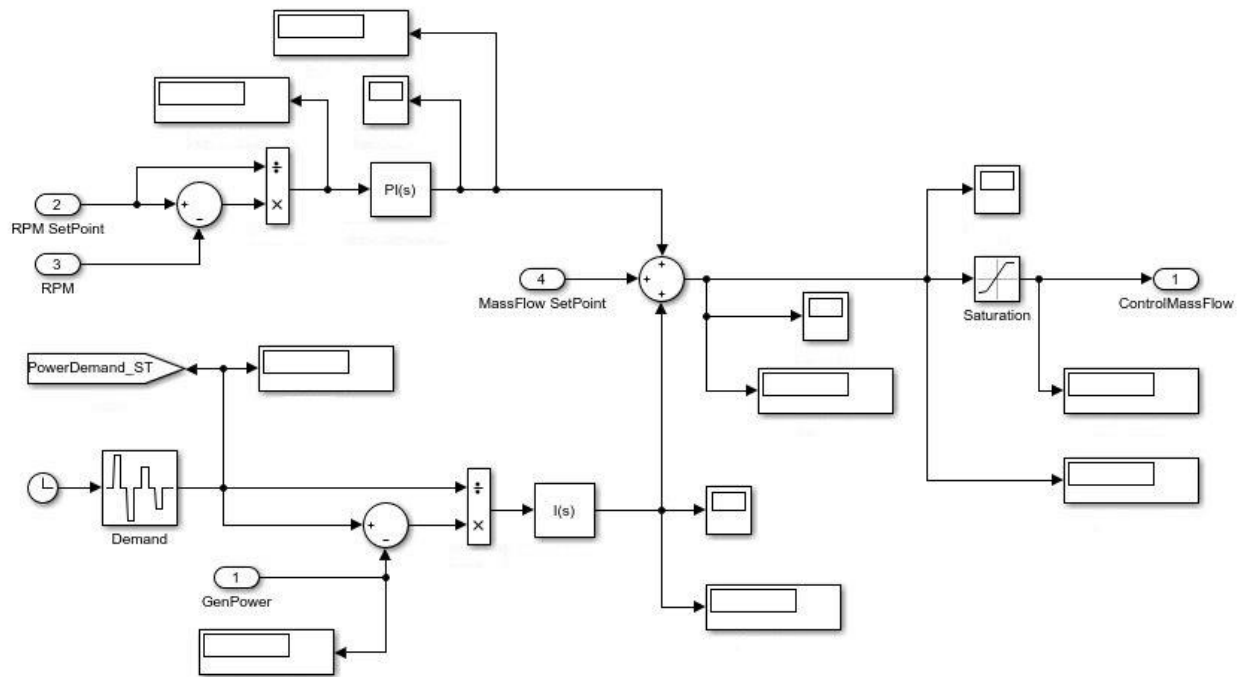 ÷
×
PI(s)
2
RPM SetPoint
+
-
3
RPM
4
MassFlow SetPoint
+
+
+
Saturation
1
ControlMassFlow
PowerDemand_ST
Demand
÷
×
I(s)
+
-
1
GenPower